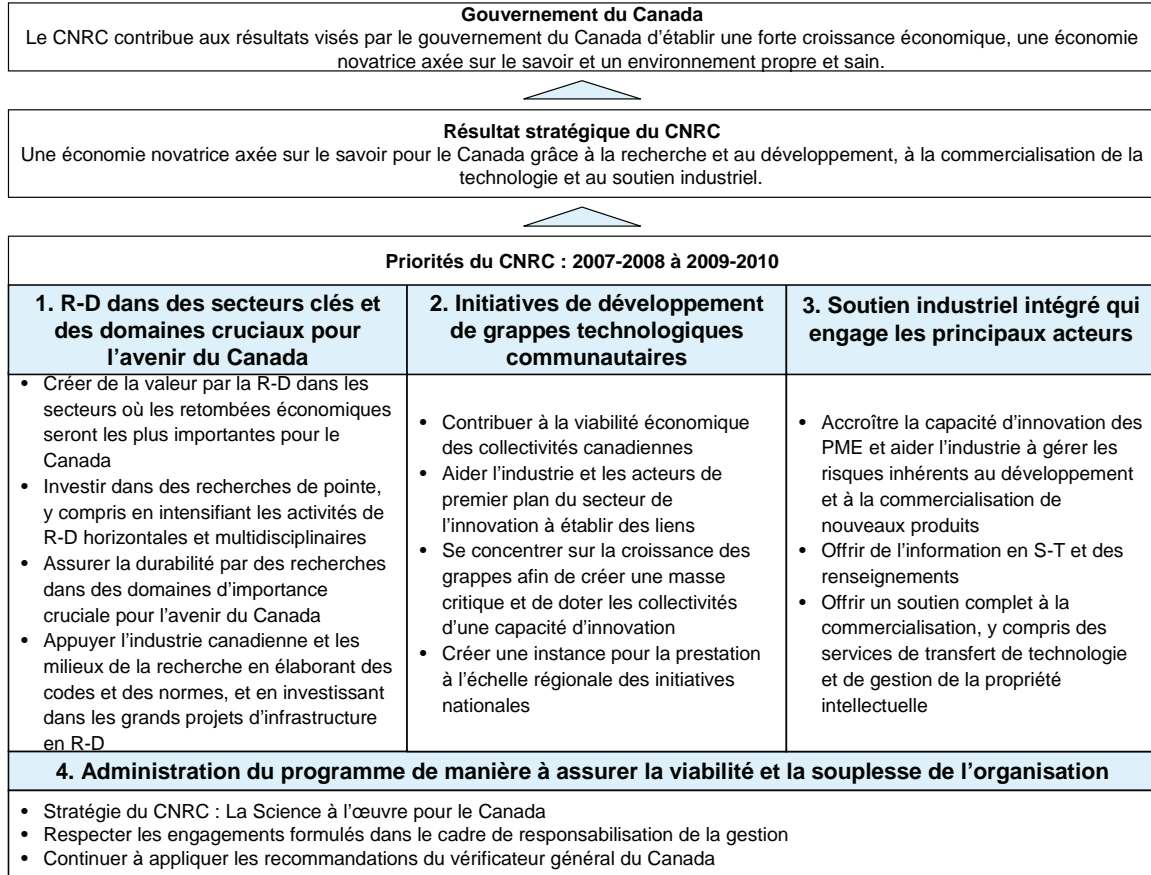 Gouvernement du Canada
Le CNRC contribue aux résultats visés par le gouvernement du Canada d’établir une forte croissance économique, une économie
novatrice axée sur le savoir et un environnement propre et sain.
Résultat stratégique du CNRC
Une économie novatrice axée sur le savoir pour le Canada grâce à la recherche et au développement, à la commercialisation de la
technologie et au soutien industriel.
Priorités du CNRC : 2007-2008 à 2009-2010
1. R-D dans des secteurs clés et
des domaines cruciaux pour
l’avenir du Canada
• Créer de la valeur par la R-D dans les
secteurs où les retombées économiques
seront les plus importantes pour le
Canada
• Investir dans des recherches de pointe,
y compris en intensifiant les activités de
R-D horizontales et multidisciplinaires
• Assurer la durabilité par des recherches
dans des domaines d’importance
cruciale pour l’avenir du Canada
• Appuyer l’industrie canadienne et les
milieux de la recherche en élaborant des
codes et des normes, et en investissant
dans les grands projets d’infrastructure
en R-D
2. Initiatives de développement
de grappes technologiques
communautaires
• Contribuer à la viabilité économique
des collectivités canadiennes
• Aider l’industrie et les acteurs de
premier plan du secteur de
l’innovation à établir des liens
• Se concentrer sur la croissance des
grappes afin de créer une masse
critique et de doter les collectivités
d’une capacité d’innovation
• Créer une instance pour la prestation
à l’échelle régionale des initiatives
nationales
3. Soutien industriel intégré qui
engage les principaux acteurs
• Accroître la capacité d’innovation des
PME et aider l’industrie à gérer les
risques inhérents au développement
et à la commercialisation de
nouveaux produits
• Offrir de l’information en S-T et des
renseignements
• Offrir un soutien complet à la
commercialisation, y compris des
services de transfert de technologie
et de gestion de la propriété
intellectuelle
4. Administration du programme de manière à assurer la viabilité et la souplesse de l’organisation
• Stratégie du CNRC : La Science à l’œuvre pour le Canada
• Respecter les engagements formulés dans le cadre de responsabilisation de la gestion
• Continuer à appliquer les recommandations du vérificateur général du Canada